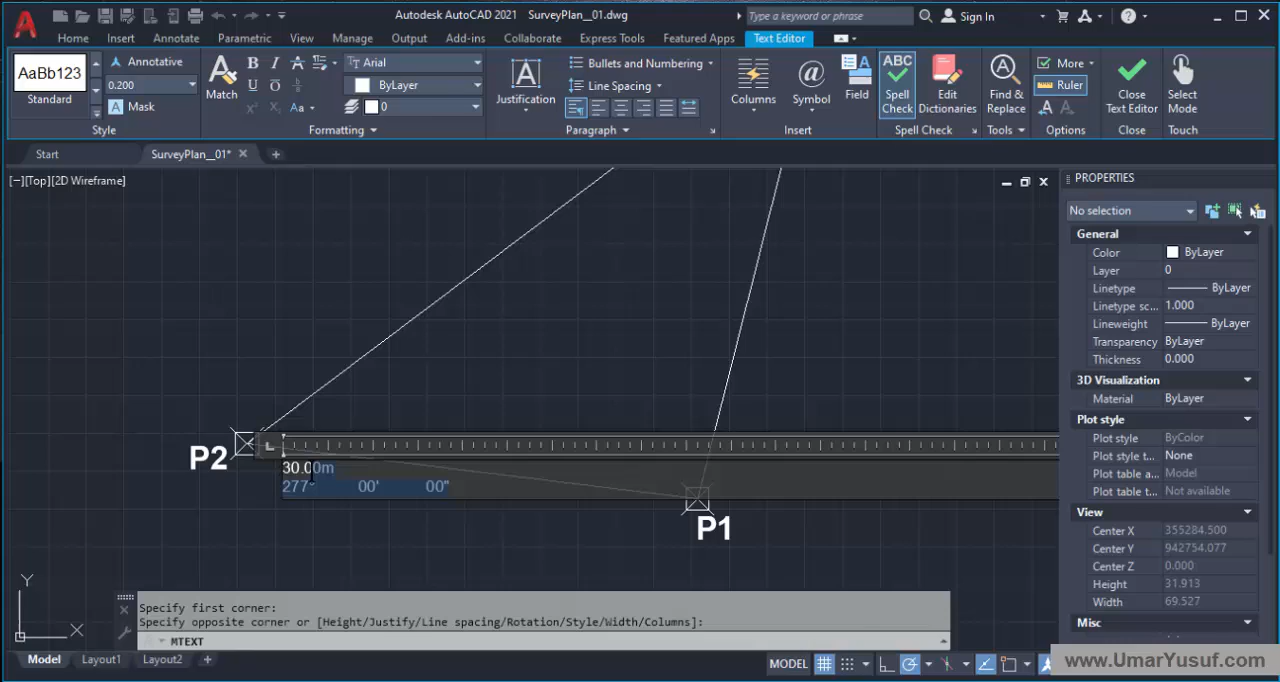 Autodesk AutoCAD 2021 SurveyPlan_01.dwg
Type a keyword or phrase
Sign In
Home Insert Annotate Parametric View Manage Output Add-ins Collaborate Express Tools Featured Apps Text Editor
AaBb123
Standard
Annotative
0.200
Mask
Style
Match
B I
U O
Aa
Arial
ByLayer
0
Formatting
Justification
Bullets and Numbering
Line Spacing
Paragraph
Columns
Symbol
Field
Insert
ABC
Spell
Check
Edit
Dictionaries
Spell Check
Find &
Replace
Tools
More
Ruler
Options
Close
Text Editor
Close
Select
Mode
Touch
Start
SurveyPlan_01*
[−][Top][2D Wireframe]
P2
30.00m
277° 00' 00"
P1
Y
X
Specify first corner:
Specify opposite corner or [Height/Justify/Line spacing/Rotation/Style/Width/Columns]:
MTEXT
Model Layout1 Layout2 +
MODEL
PROPERTIES
No selection
General
Color ByLayer
Layer 0
Linetype ByLayer
Linetype sc... 1.000
Lineweight ByLayer
Transparency ByLayer
Thickness 0.000
3D Visualization
Material ByLayer
Plot style
Plot style ByColor
Plot style t... None
Plot table a... Model
Plot table t... Not available
View
Center X 355284.500
Center Y 942754.077
Center Z 0.000
Height 31.913
Width 69.527
Misc
www.UmarYusuf.com